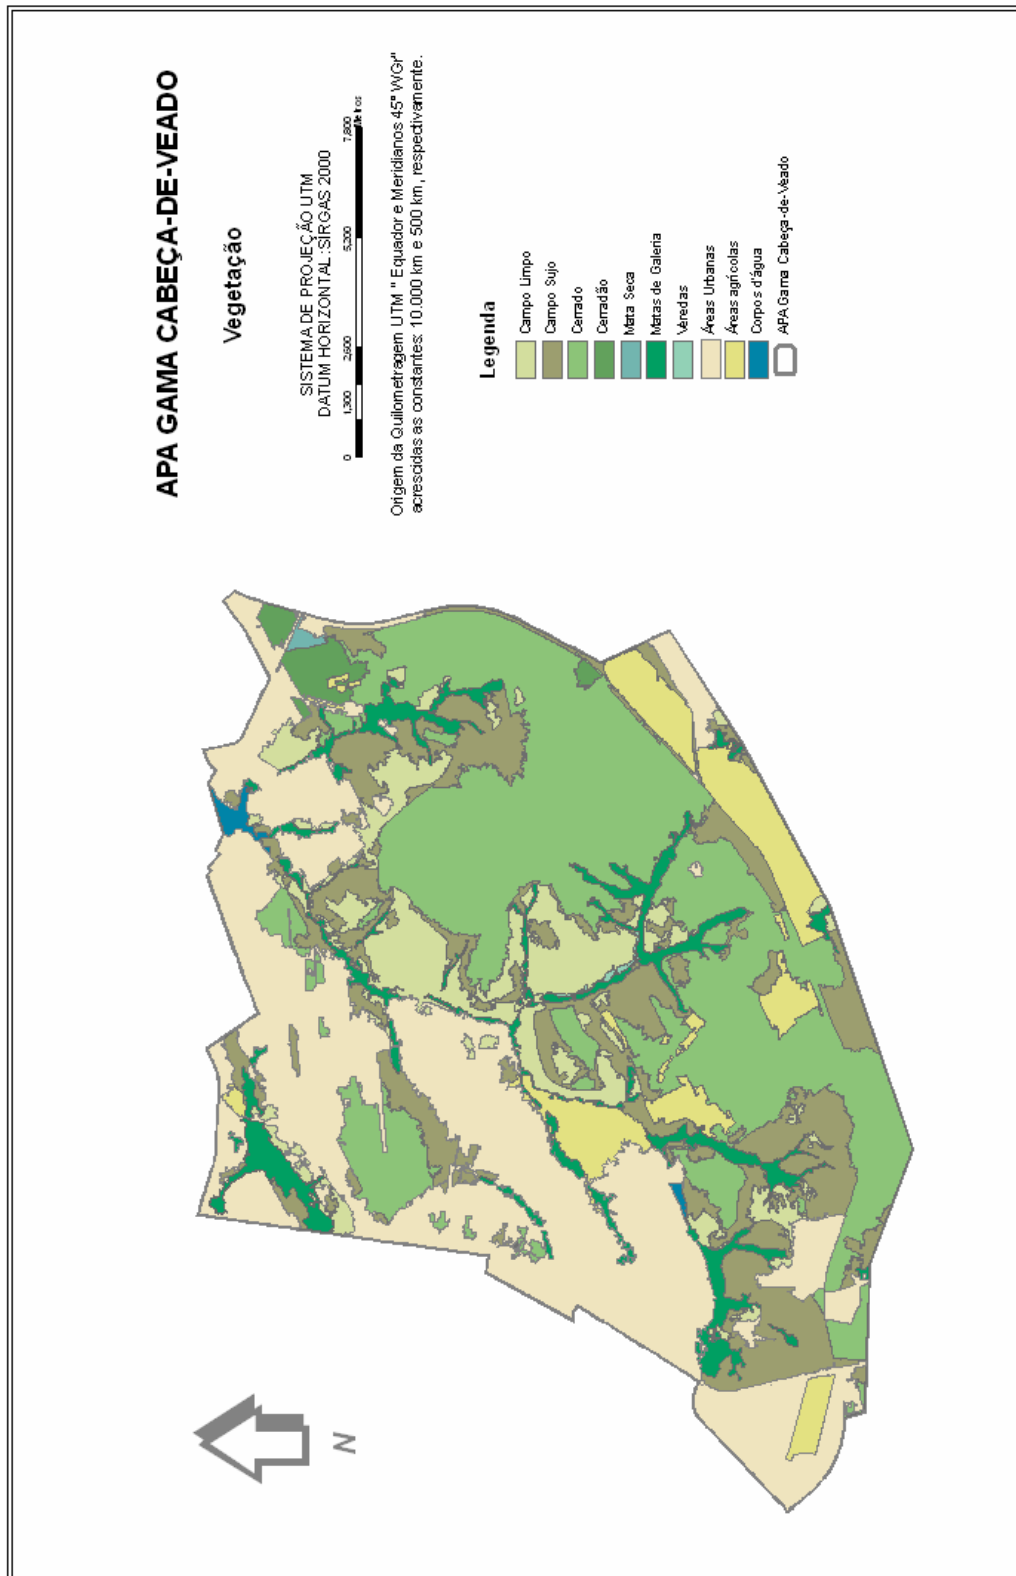 APA GAMA CABEÇA-DE-VEADO
Vegetação
SISTEMA DE PROJEÇÃO UTM
DATUM HORIZONTAL: SIRGAS 2000
0 1,300 2,600 5,200 7,800
Metros
Origem da Quilometragem UTM " Equador e Meridianos 45° WGr"
acrescidas as constantes: 10.000 km e 500 km, respectivamente.
Legenda
Campo Limpo
Campo Sujo
Cerrado
Cerradão
Mata Seca
Matas de Galeria
Veredas
Áreas Urbanas
Áreas agrícolas
Corpos d'água
APA Gama Cabeça-de-Veado
N